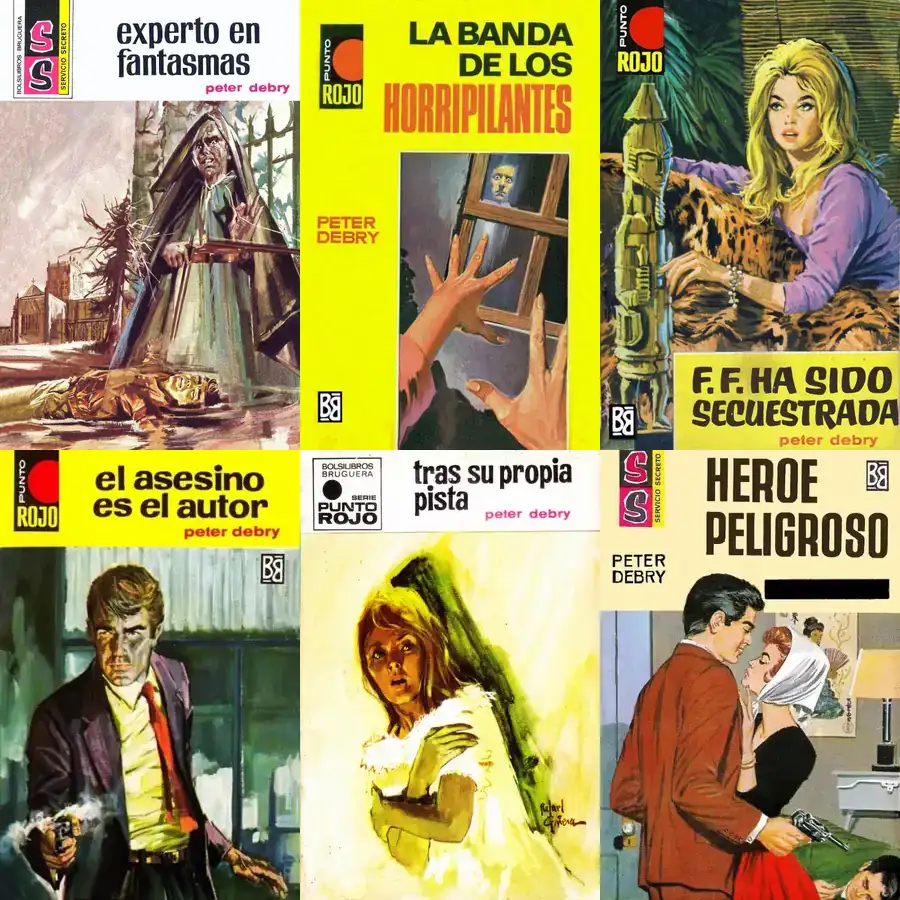 BOLSILIBROS BRUGUERA
SS
SERVICIO SECRETO
experto en
fantasmas
peter debry
PUNTO
ROJO
LA BANDA
DE LOS
HORRIPILANTES
PETER
DEBRY
BB
PUNTO
ROJO
BB
F.F. HA SIDO
SECUESTRADA
peter debry
PUNTO
ROJO
el asesino
es el autor
peter debry
BB
BOLSILIBROS
BRUGUERA
SERIE
PUNTO
ROJO
tras su propia
pista
peter debry
SS
SERVICIO SECRETO
HEROE
PELIGROSO
BB
PETER
DEBRY